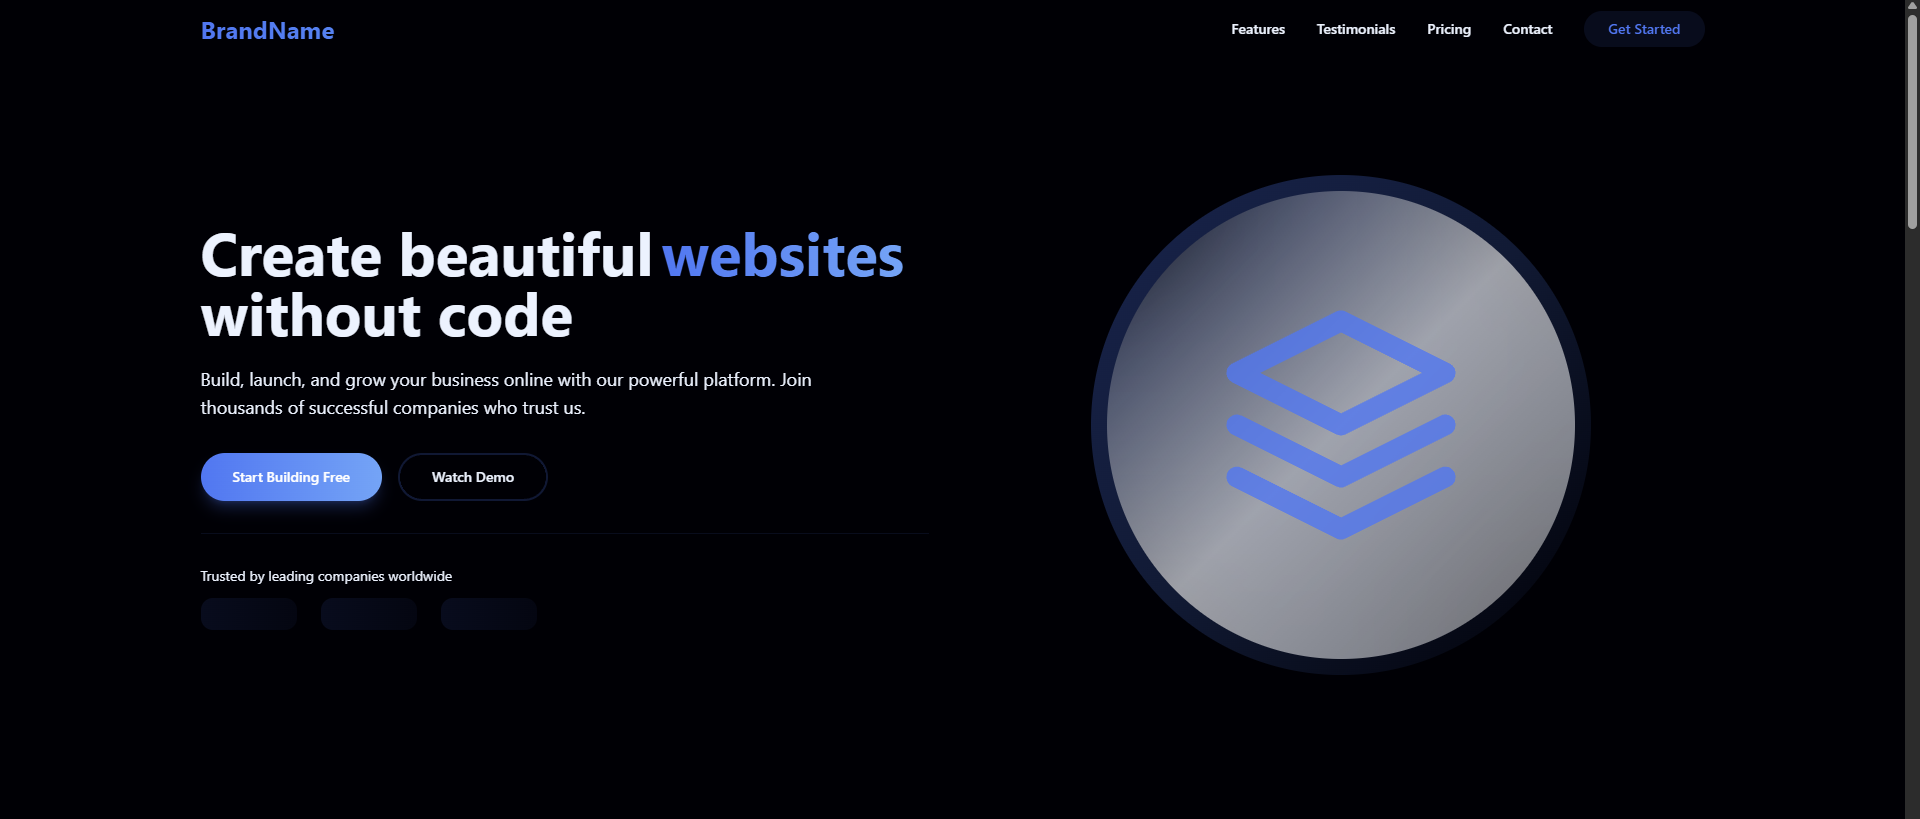 BrandName
Features
Testimonials
Pricing
Contact
Get Started
Create beautiful websites
without code
Build, launch, and grow your business online with our powerful platform. Join
thousands of successful companies who trust us.
Start Building Free
Watch Demo
Trusted by leading companies worldwide